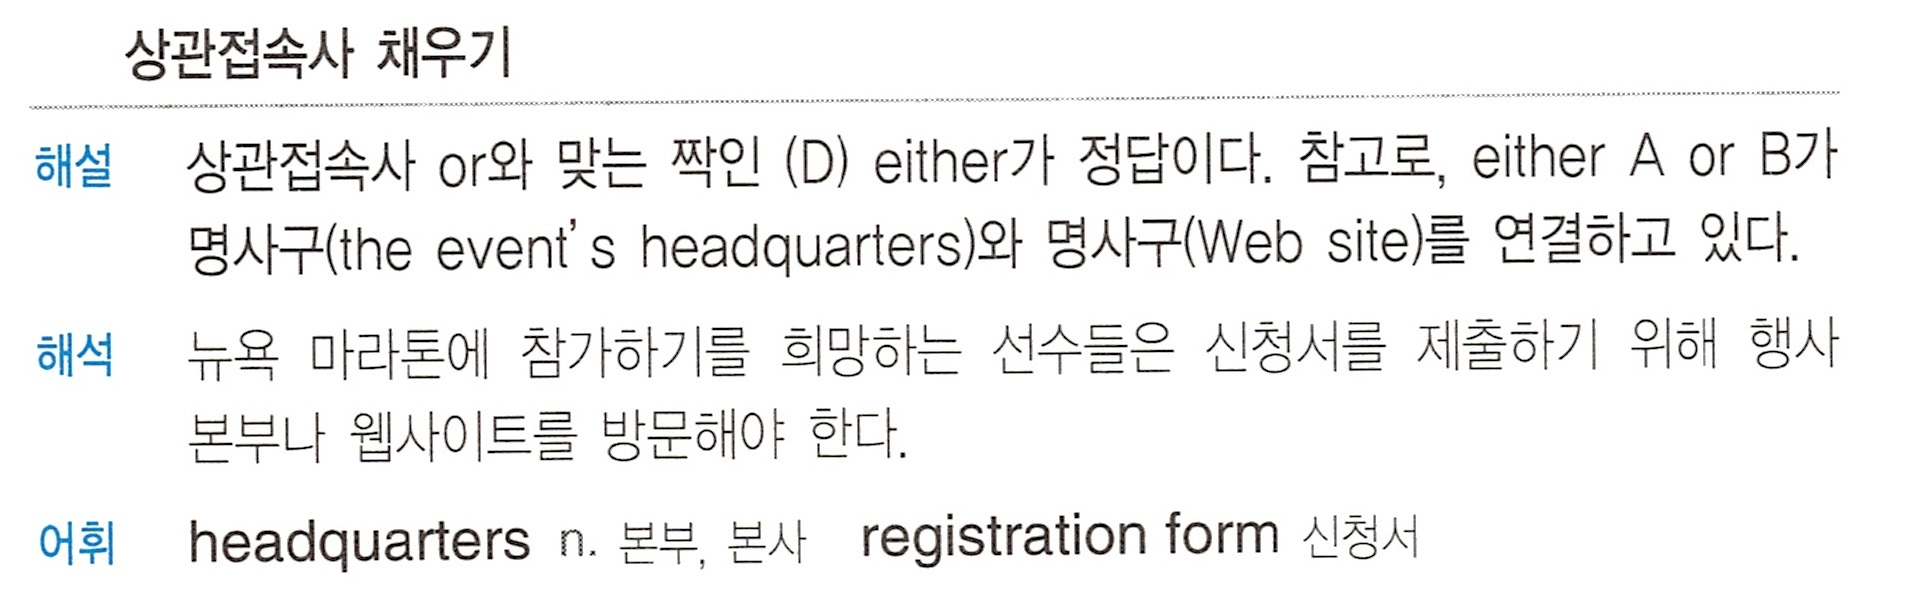 상관접속사 채우기
해설 상관접속사 or와 맞는 짝인 (D) either가 정답이다. 참고로, either A or B가
명사구(the event's headquarters)와 명사구(Web site)를 연결하고 있다.
해석 뉴욕 마라톤에 참가하기를 희망하는 선수들은 신청서를 제출하기 위해 행사
본부나 웹사이트를 방문해야 한다.
어휘 headquarters n. 본부, 본사 registration form 신청서